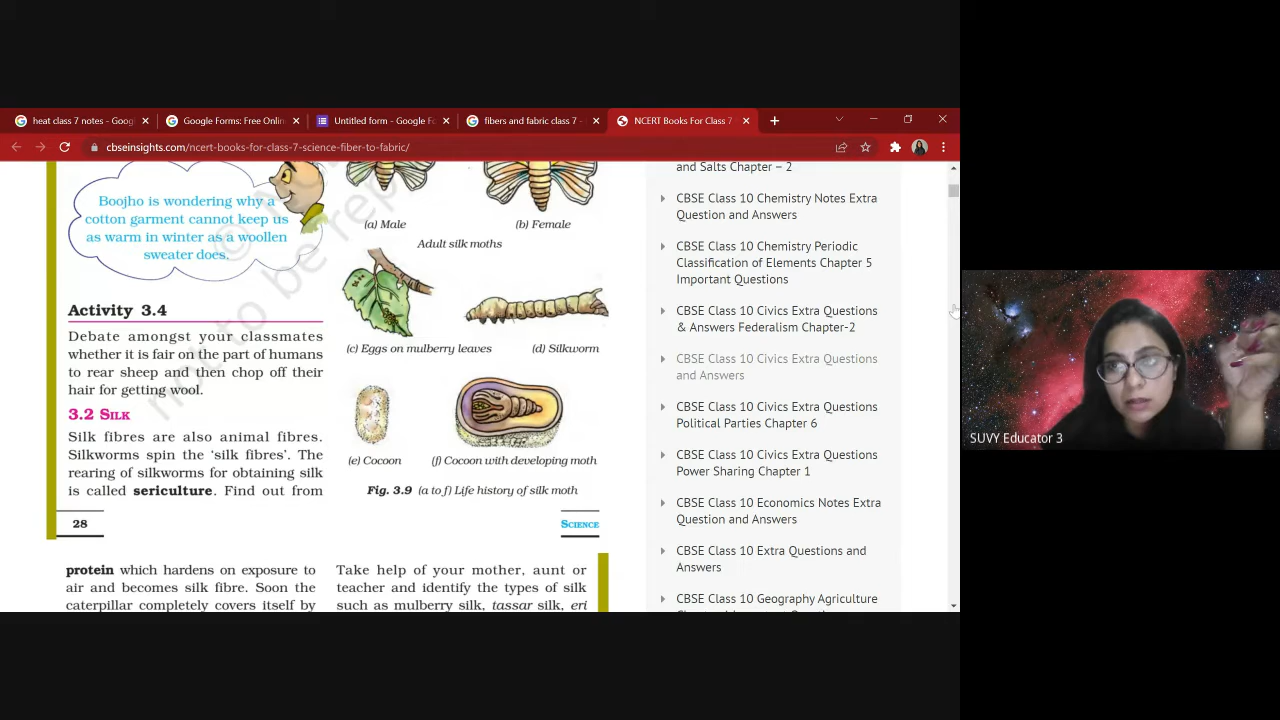 heat class 7 notes - Goog
Google Forms: Free Onlin
Untitled form - Google Fo
fibers and fabric class 7 -
NCERT Books For Class 7
cbseinsights.com/ncert-books-for-class-7-science-fiber-to-fabric/
Boojho is wondering why a
cotton garment cannot keep us
as warm in winter as a woollen
sweater does.
Activity 3.4
Debate amongst your classmates
whether it is fair on the part of humans
to rear sheep and then chop off their
hair for getting wool.
3.2 SILK
Silk fibres are also animal fibres.
Silkworms spin the ‘silk fibres’. The
rearing of silkworms for obtaining silk
is called sericulture. Find out from
(a) Male
(b) Female
Adult silk moths
(c) Eggs on mulberry leaves
(d) Silkworm
(e) Cocoon
(f) Cocoon with developing moth
Fig. 3.9 (a to f) Life history of silk moth
28
SCIENCE
not to be rep
protein which hardens on exposure to
air and becomes silk fibre. Soon the
caterpillar completely covers itself by
Take help of your mother, aunt or
teacher and identify the types of silk
such as mulberry silk, tassar silk, eri
and Salts Chapter – 2
CBSE Class 10 Chemistry Notes Extra
Question and Answers
CBSE Class 10 Chemistry Periodic
Classification of Elements Chapter 5
Important Questions
CBSE Class 10 Civics Extra Questions
& Answers Federalism Chapter-2
CBSE Class 10 Civics Extra Questions
and Answers
CBSE Class 10 Civics Extra Questions
Political Parties Chapter 6
CBSE Class 10 Civics Extra Questions
Power Sharing Chapter 1
CBSE Class 10 Economics Notes Extra
Question and Answers
CBSE Class 10 Extra Questions and
Answers
CBSE Class 10 Geography Agriculture
SUVY Educator 3